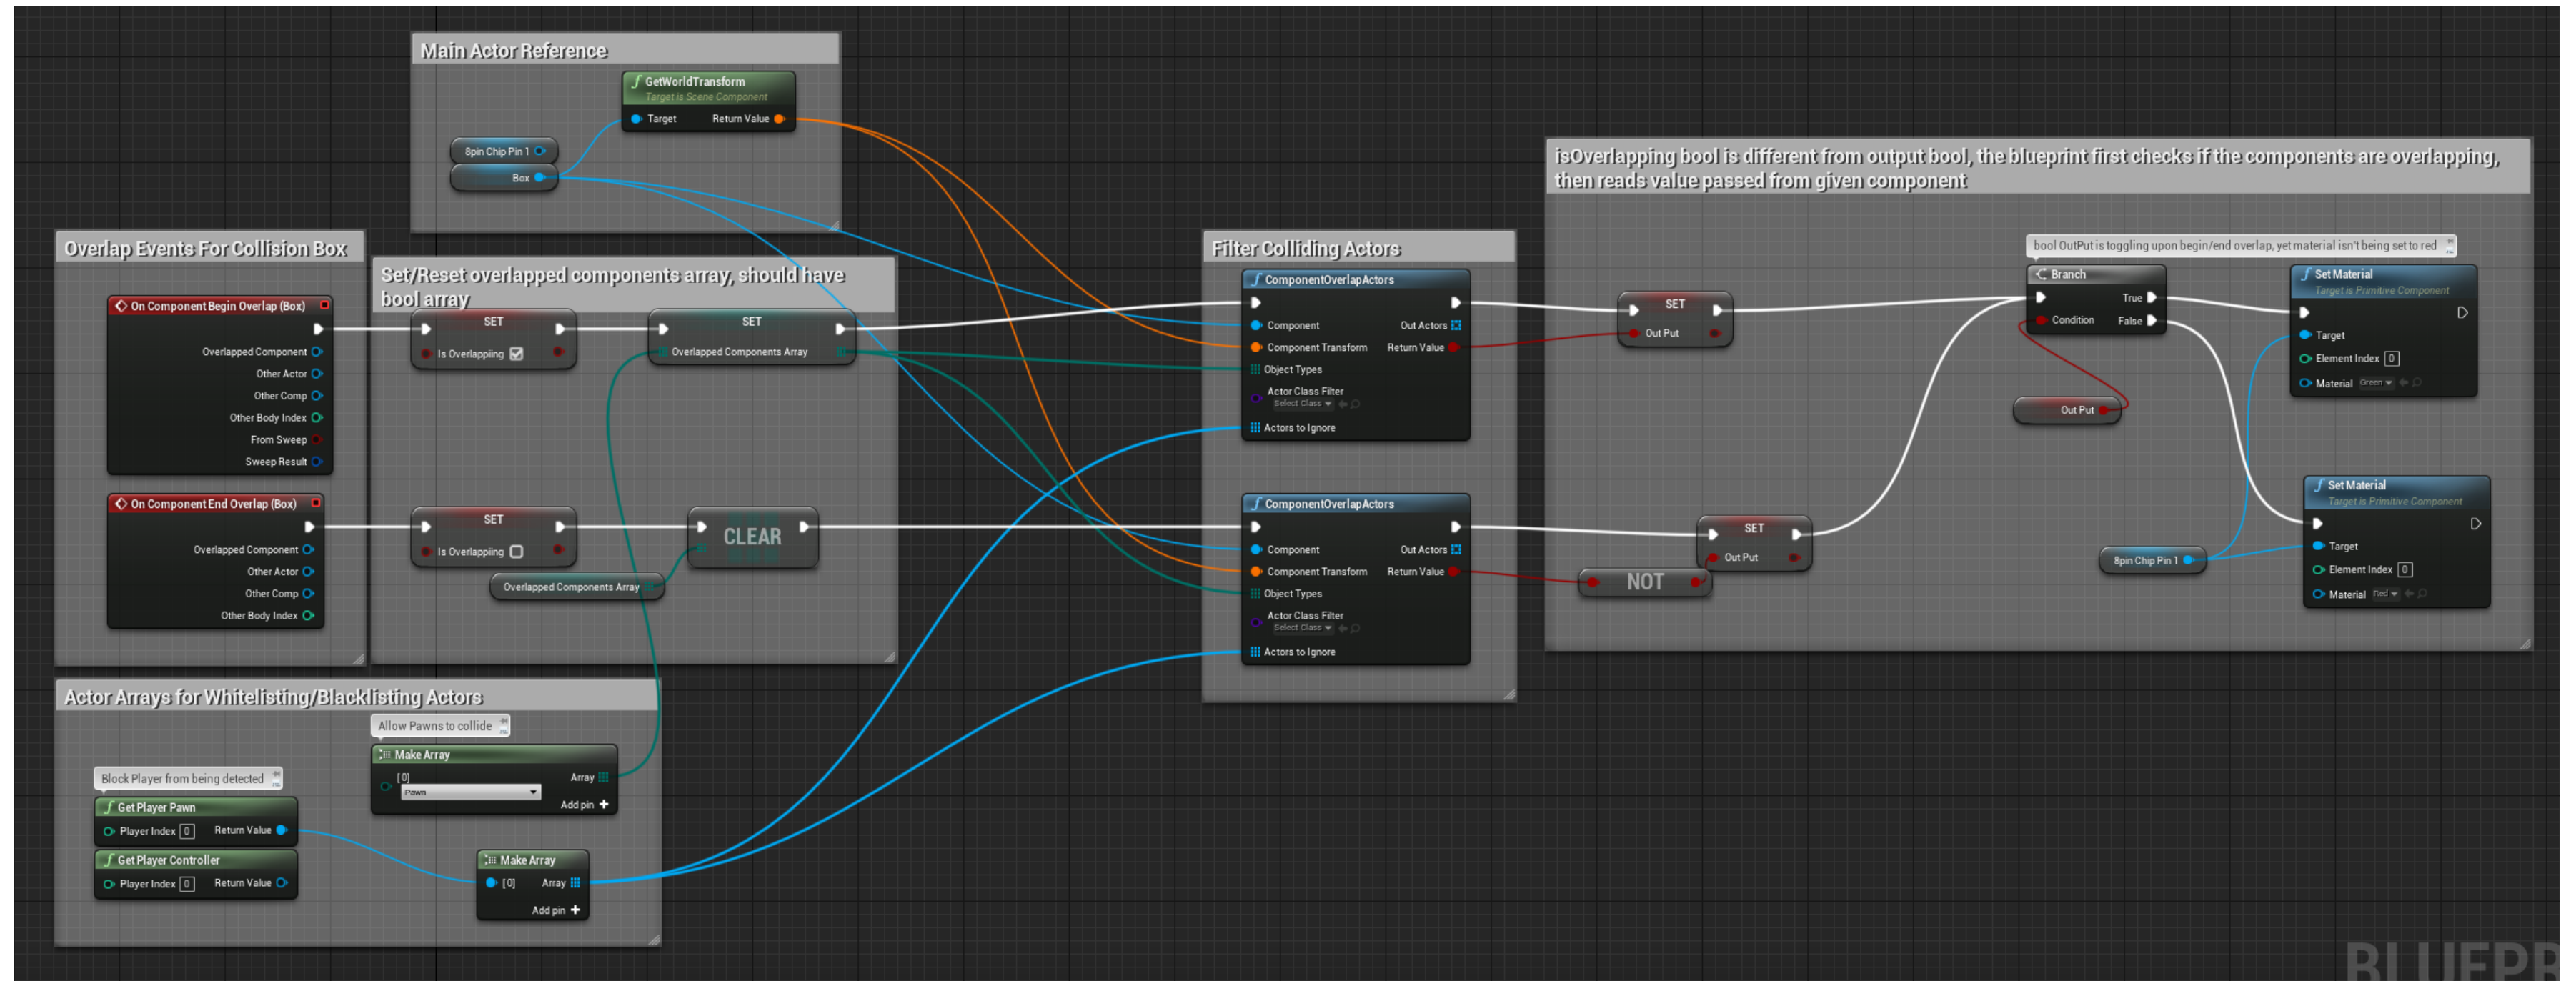 Main Actor Reference
GetWorldTransform
Target is Scene Component
Target
Return Value
8pin Chip Pin 1
Box
Overlap Events For Collision Box
On Component Begin Overlap (Box)
Overlapped Component
Other Actor
Other Comp
Other Body Index
From Sweep
Sweep Result
On Component End Overlap (Box)
Overlapped Component
Other Actor
Other Comp
Other Body Index
Set/Reset overlapped components array, should have
bool array
SET
Is Overlapping
SET
Overlapped Components Array
SET
Is Overlapping
CLEAR
Overlapped Components Array
Actor Arrays for Whitelisting/Blacklisting Actors
Allow Pawns to collide
Make Array
[0]
Array
Pawn
Add pin +
Block Player from being detected
Get Player Pawn
Player Index 0
Return Value
Get Player Controller
Player Index 0
Return Value
Make Array
[0]
Array
Add pin +
Filter Colliding Actors
ComponentOverlapActors
Component
Out Actors
Component Transform
Return Value
Object Types
Actor Class Filter
Select Class
Actors to Ignore
ComponentOverlapActors
Component
Out Actors
Component Transform
Return Value
Object Types
Actor Class Filter
Select Class
Actors to Ignore
isOverlapping bool is different from output bool, the blueprint first checks if the components are overlapping,
then reads value passed from given component
SET
Out Put
SET
Out Put
NOT
bool OutPut is toggling upon begin/end overlap, yet material isn't being set to red
Branch
True
Condition
False
Out Put
Set Material
Target is Primitive Component
Target
Element Index 0
Material Green
8pin Chip Pin 1
Set Material
Target is Primitive Component
Target
Element Index 0
Material Red
BLUEPR